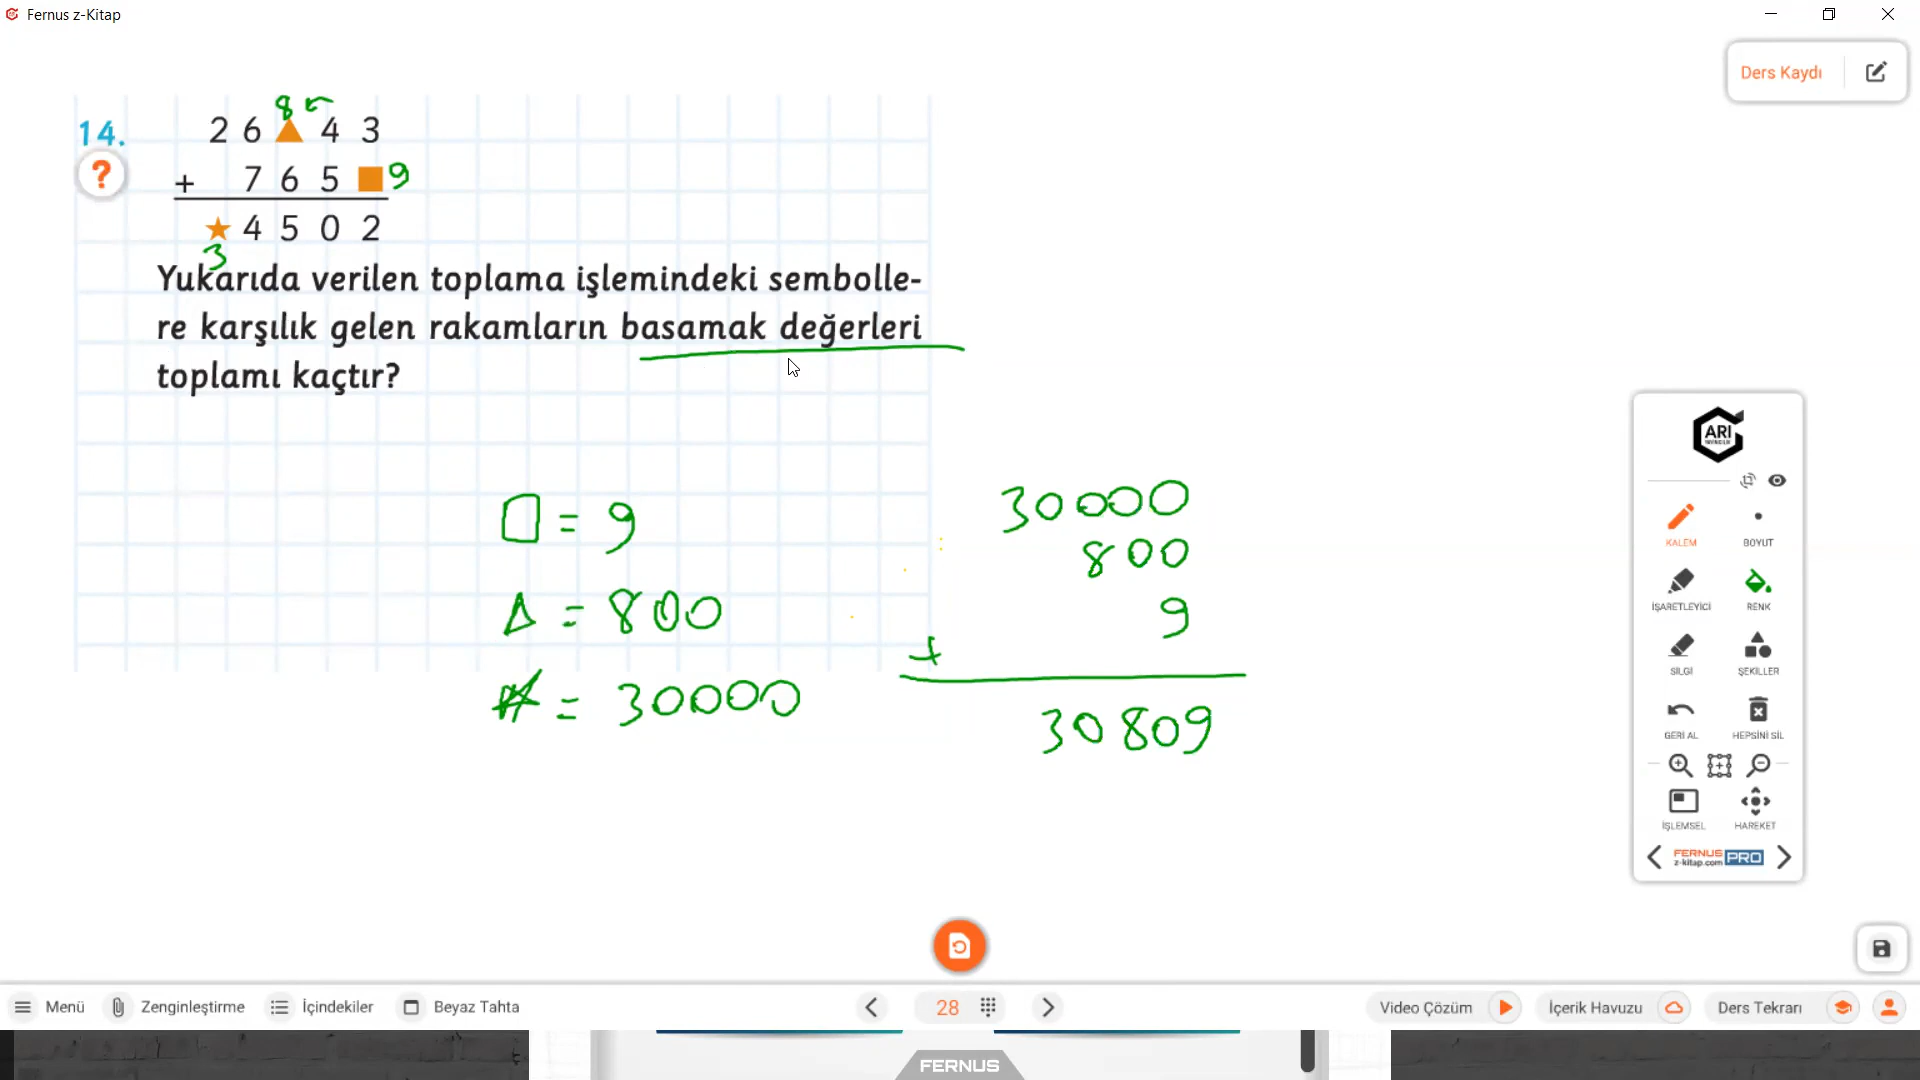 Fernus z-Kitap
Ders Kaydı
8
14. 2 6 4 3
?
+ 7 6 5 9
4 5 0 2
3
Yukarıda verilen toplama işlemindeki sembolle-
re karşılık gelen rakamların basamak değerleri
toplamı kaçtır?
= 9
= 800
= 30000
30000
800
9
+
30809
ARI
YAYINCILIK
KALEM
BOYUT
İŞARETLEYİCİ
RENK
SİLGİ
ŞEKİLLER
GERİ AL
HEPSİNİ SİL
İŞLEMSEL
HAREKET
FERNUS
z-kitap.com PRO
Menü
Zenginleştirme
İçindekiler
Beyaz Tahta
28
Video Çözüm
İçerik Havuzu
Ders Tekrarı
FERNUS